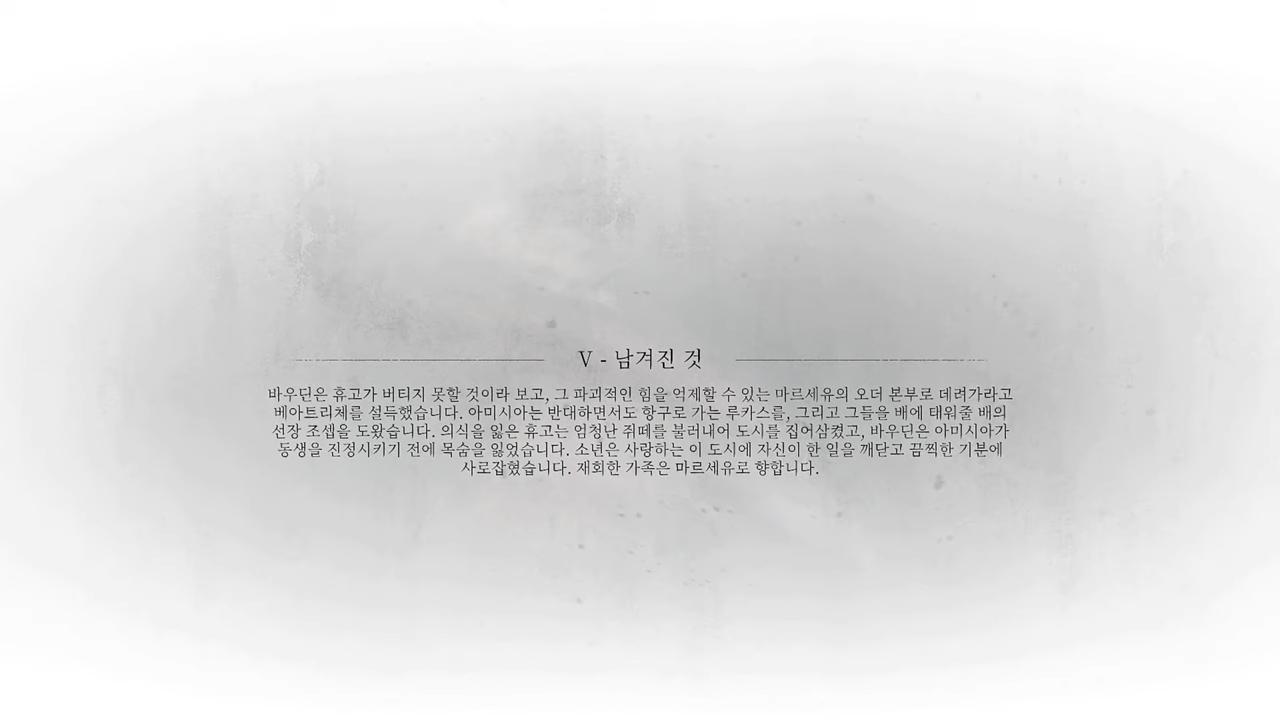 V - 남겨진 것
바우딘은 휴고가 버티지 못할 것이라 보고, 그 파괴적인 힘을 억제할 수 있는 마르세유의 오더 본부로 데려가라고
베아트리체를 설득했습니다. 아미시아는 반대하면서도 항구로 가는 루카스를, 그리고 그들을 배에 태워줄 배의
선장 조셉을 도왔습니다. 의식을 잃은 휴고는 엄청난 쥐떼를 불러내어 도시를 집어삼켰고, 바우딘은 아미시아가
동생을 진정시키기 전에 목숨을 잃었습니다. 소년은 사랑하는 이 도시에 자신이 한 일을 깨닫고 끔찍한 기분에
사로잡혔습니다. 재회한 가족은 마르세유로 향합니다.